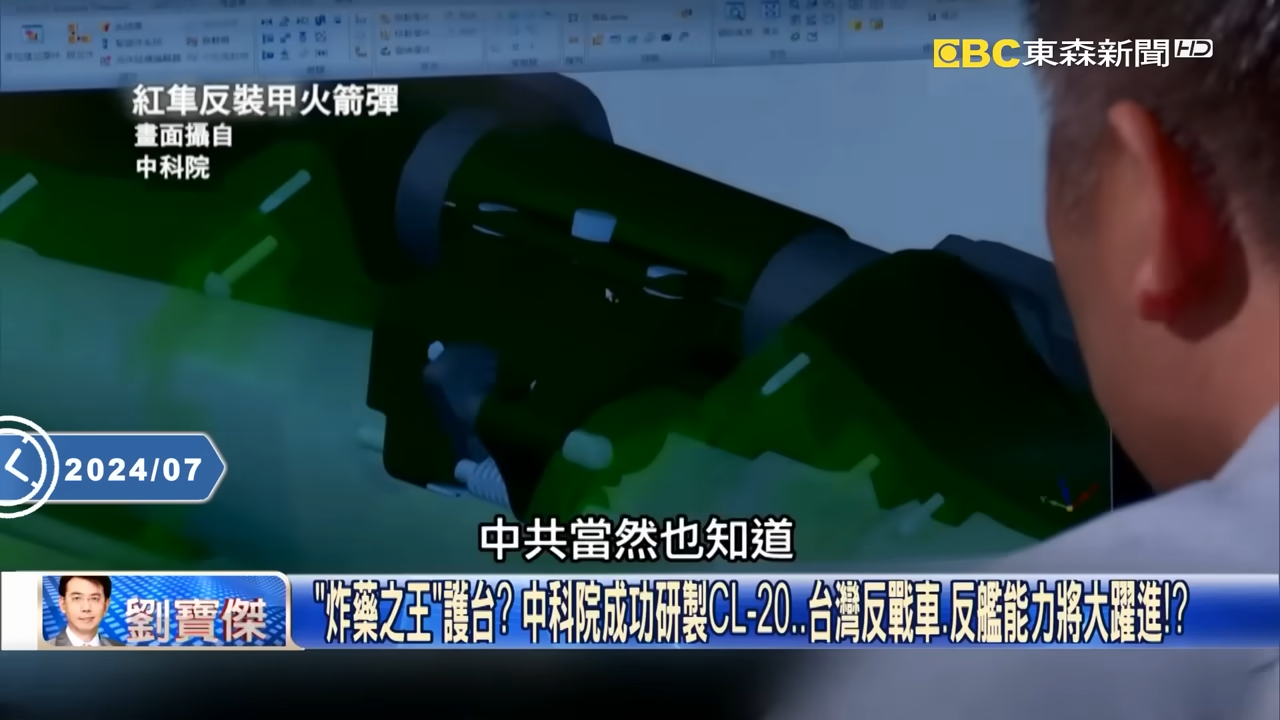 EBC東森新聞HD
紅隼反裝甲火箭彈
畫面攝自
中科院
2024/07
中共當然也知道
劉寶傑
"炸藥之王"護台? 中科院成功研製CL-20..台灣反戰車.反艦能力將大躍進!?